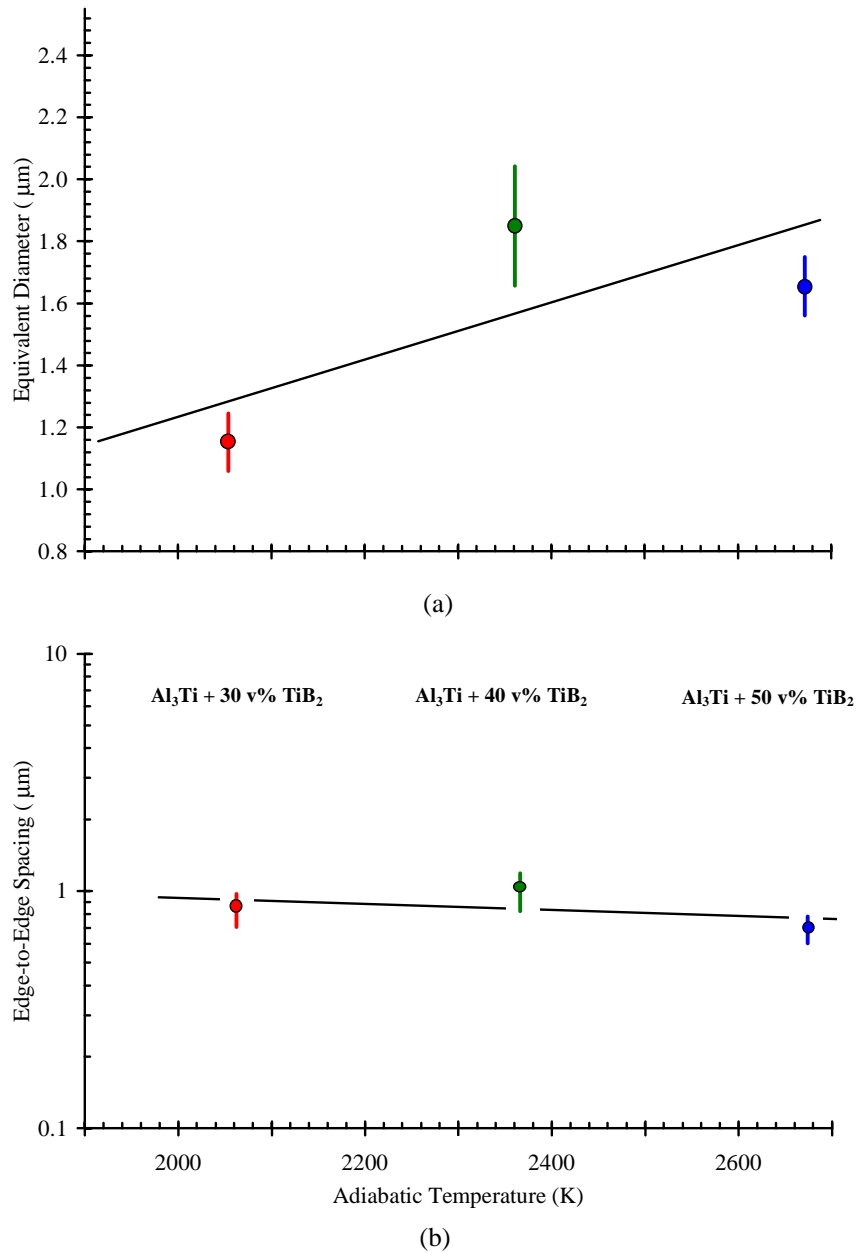 2.4
2.2
2.0
1.8
1.6
1.4
1.2
1.0
0.8
Equivalent Diameter ( μm)
(a)
10
1
0.1
Edge-to-Edge Spacing ( μm)
Al₃Ti + 30 v% TiB₂
Al₃Ti + 40 v% TiB₂
Al₃Ti + 50 v% TiB₂
2000
2200
2400
2600
Adiabatic Temperature (K)
(b)